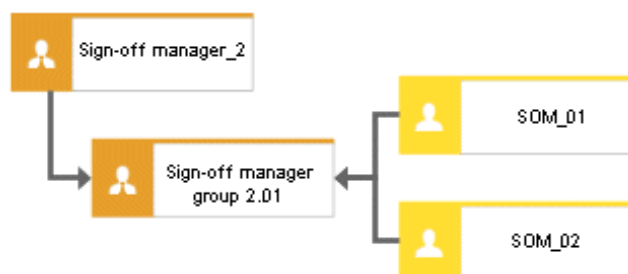 Sign-off manager_2
SOM_01
Sign-off manager
group 2.01
SOM_02